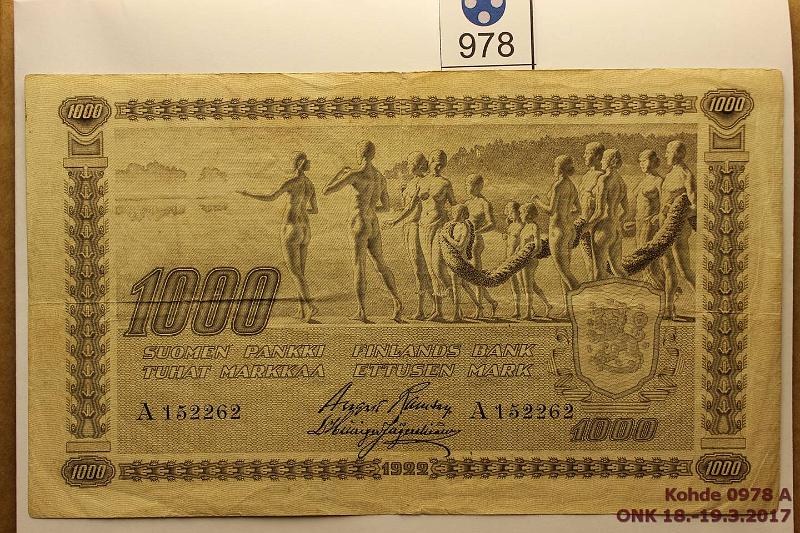 978
1000 1000
1000
SUOMEN PANKKI FINLANDS BANK
TUHAT MARKKAA ETTUSEN MARK
A 152262 A 152262
1000
1000 1922 1000
Kohde 0978 A
ONK 18.-19.3.2017